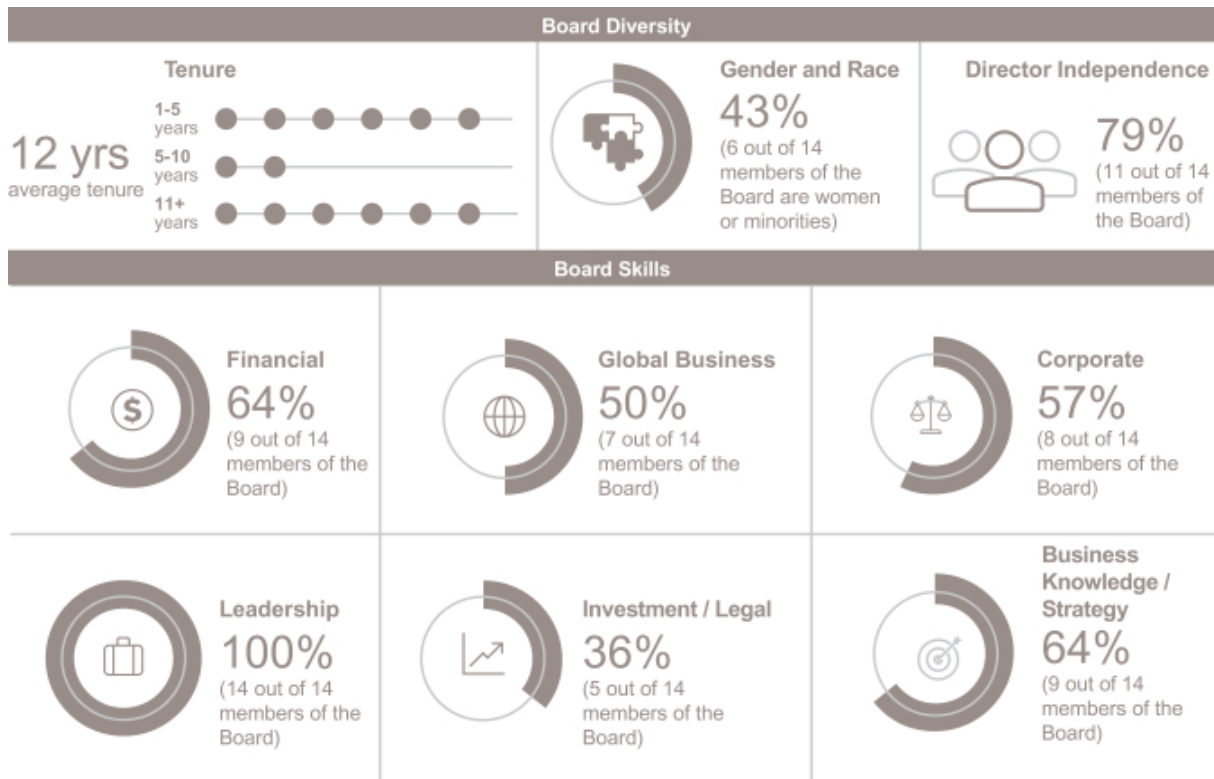 Board Diversity
Tenure
12 yrs
average tenure
1-5
years
5-10
years
11+
years
Gender and Race
43%
(6 out of 14
members of the
Board are women
or minorities)
Director Independence
79%
(11 out of 14
members of
the Board)
Board Skills
Financial
64%
(9 out of 14
members of the
Board)
Global Business
50%
(7 out of 14
members of the
Board)
Corporate
57%
(8 out of 14
members of the
Board)
Leadership
100%
(14 out of 14
members of the
Board)
Investment / Legal
36%
(5 out of 14
members of the
Board)
Business
Knowledge /
Strategy
64%
(9 out of 14
members of the
Board)